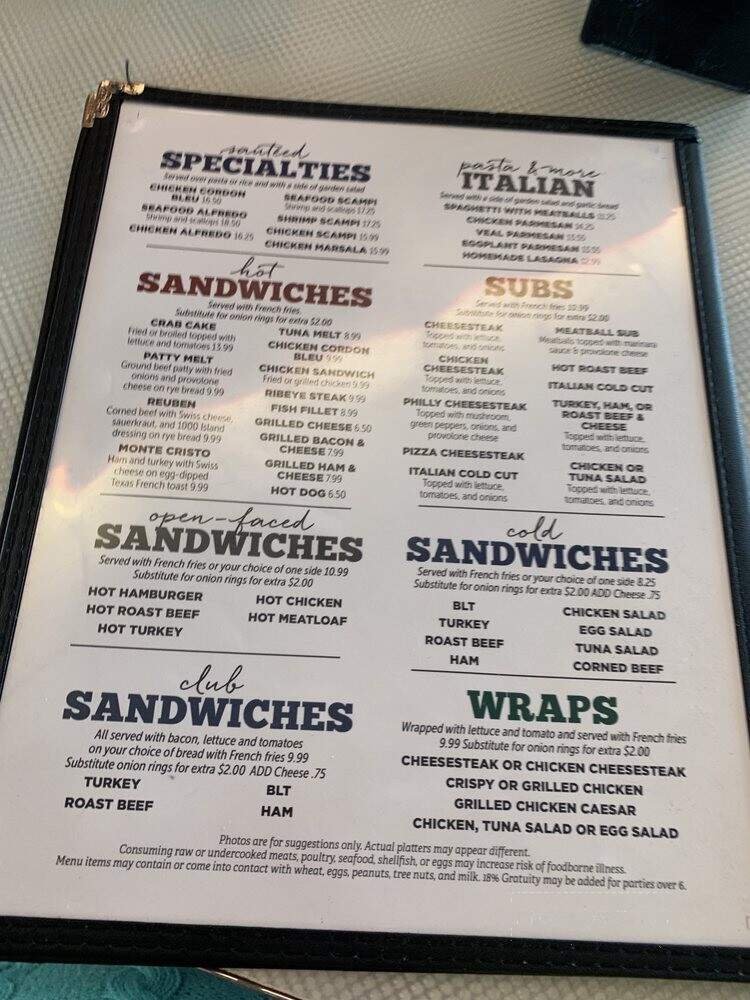 sautéed
SPECIALTIES
Served over pasta or rice and with a side of garden salad
CHICKEN CORDON
BLEU 16.50
SEAFOOD ALFREDO
Shrimp and scallops 18.50
CHICKEN ALFREDO 16.25
SEAFOOD SCAMPI
Shrimp and scallops 17.25
SHRIMP SCAMPI 17.25
CHICKEN SCAMPI 15.99
CHICKEN MARSALA 15.99
pasta & more
ITALIAN
Served with a side of garden salad and garlic bread
SPAGHETTI WITH MEATBALLS
CHICKEN PARMESAN
VEAL PARMESAN
EGGPLANT PARMESAN
HOMEMADE LASAGNA
hot
SANDWICHES
Served with French fries.
Substitute for onion rings for extra $2.00
CRAB CAKE
Fried or broiled topped with
lettuce and tomatoes 13.99
PATTY MELT
Ground beef patty with fried
onions and provolone
cheese on rye bread 9.99
REUBEN
Corned beef with Swiss cheese,
sauerkraut, and 1000 Island
dressing on rye bread 9.99
MONTE CRISTO
Ham and turkey with Swiss
cheese on egg-dipped
Texas French toast 9.99
TUNA MELT 8.99
CHICKEN CORDON
BLEU 9.99
CHICKEN SANDWICH
Fried or grilled chicken 9.99
RIBEYE STEAK 9.99
FISH FILLET 8.99
GRILLED CHEESE 6.50
GRILLED BACON &
CHEESE 7.99
GRILLED HAM &
CHEESE 7.99
HOT DOG 6.50
SUBS
Served with French fries 10.99
Substitute for onion rings for extra $2.00
CHEESESTEAK
Topped with lettuce,
tomatoes, and onions
CHICKEN
CHEESESTEAK
Topped with lettuce,
tomatoes, and onions
PHILLY CHEESESTEAK
Topped with mushroom,
green peppers, onions, and
provolone cheese
PIZZA CHEESESTEAK
ITALIAN COLD CUT
Topped with lettuce,
tomatoes, and onions
MEATBALL SUB
Meatballs topped with marinara
sauce & provolone cheese
HOT ROAST BEEF
ITALIAN COLD CUT
TURKEY, HAM, OR
ROAST BEEF &
CHEESE
Topped with lettuce,
tomatoes, and onions
CHICKEN OR
TUNA SALAD
Topped with lettuce,
tomatoes, and onions
open-faced
SANDWICHES
Served with French fries or your choice of one side 10.99
Substitute for onion rings for extra $2.00
HOT HAMBURGER
HOT ROAST BEEF
HOT TURKEY
HOT CHICKEN
HOT MEATLOAF
cold
SANDWICHES
Served with French fries or your choice of one side 8.25
Substitute for onion rings for extra $2.00 ADD Cheese .75
BLT
TURKEY
ROAST BEEF
HAM
CHICKEN SALAD
EGG SALAD
TUNA SALAD
CORNED BEEF
club
SANDWICHES
All served with bacon, lettuce and tomatoes
on your choice of bread with French fries 9.99
Substitute onion rings for extra $2.00 ADD Cheese .75
TURKEY
ROAST BEEF
BLT
HAM
WRAPS
Wrapped with lettuce and tomato and served with French fries
9.99 Substitute for onion rings for extra $2.00
CHEESESTEAK OR CHICKEN CHEESESTEAK
CRISPY OR GRILLED CHICKEN
GRILLED CHICKEN CAESAR
CHICKEN, TUNA SALAD OR EGG SALAD
Photos are for suggestions only. Actual platters may appear different.
Consuming raw or undercooked meats, poultry, seafood, shellfish, or eggs may increase risk of foodborne illness.
Menu items may contain or come into contact with wheat, eggs, peanuts, tree nuts, and milk. 18% Gratuity may be added for parties over 6.